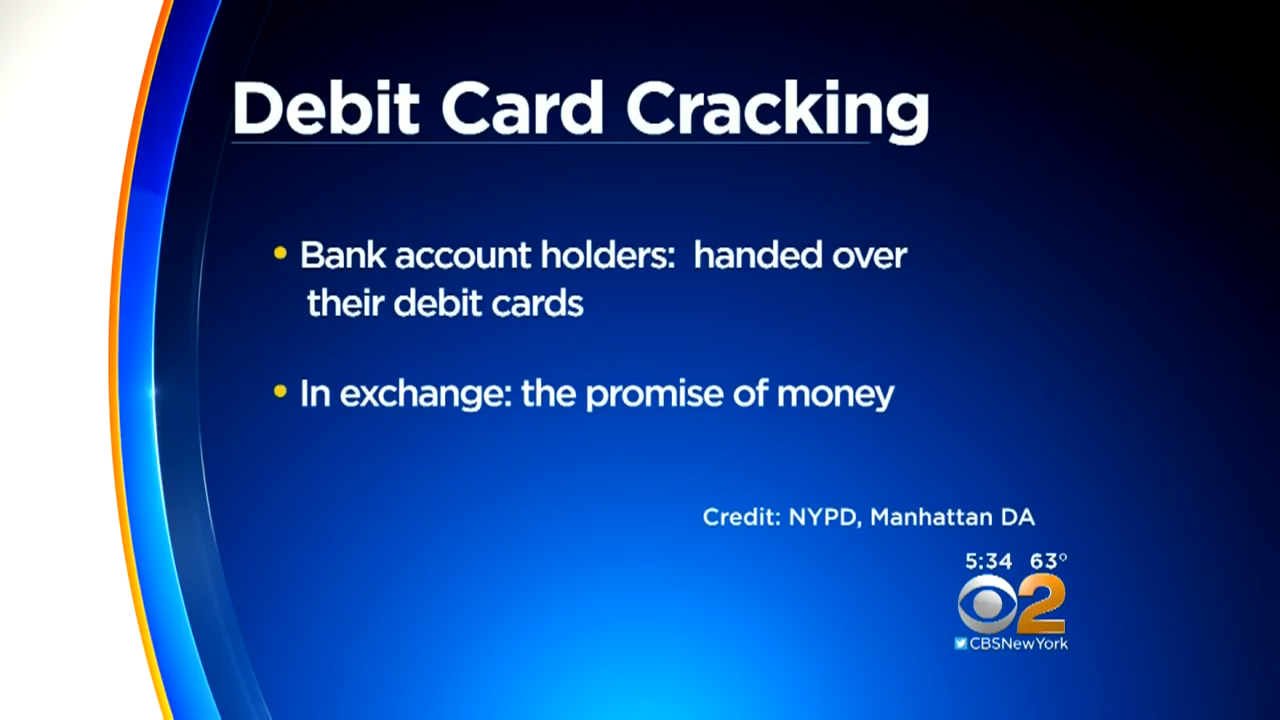 Debit Card Cracking
• Bank account holders: handed over
their debit cards
• In exchange: the promise of money
Credit: NYPD, Manhattan DA
5:34 63°
2
CBSNewYork